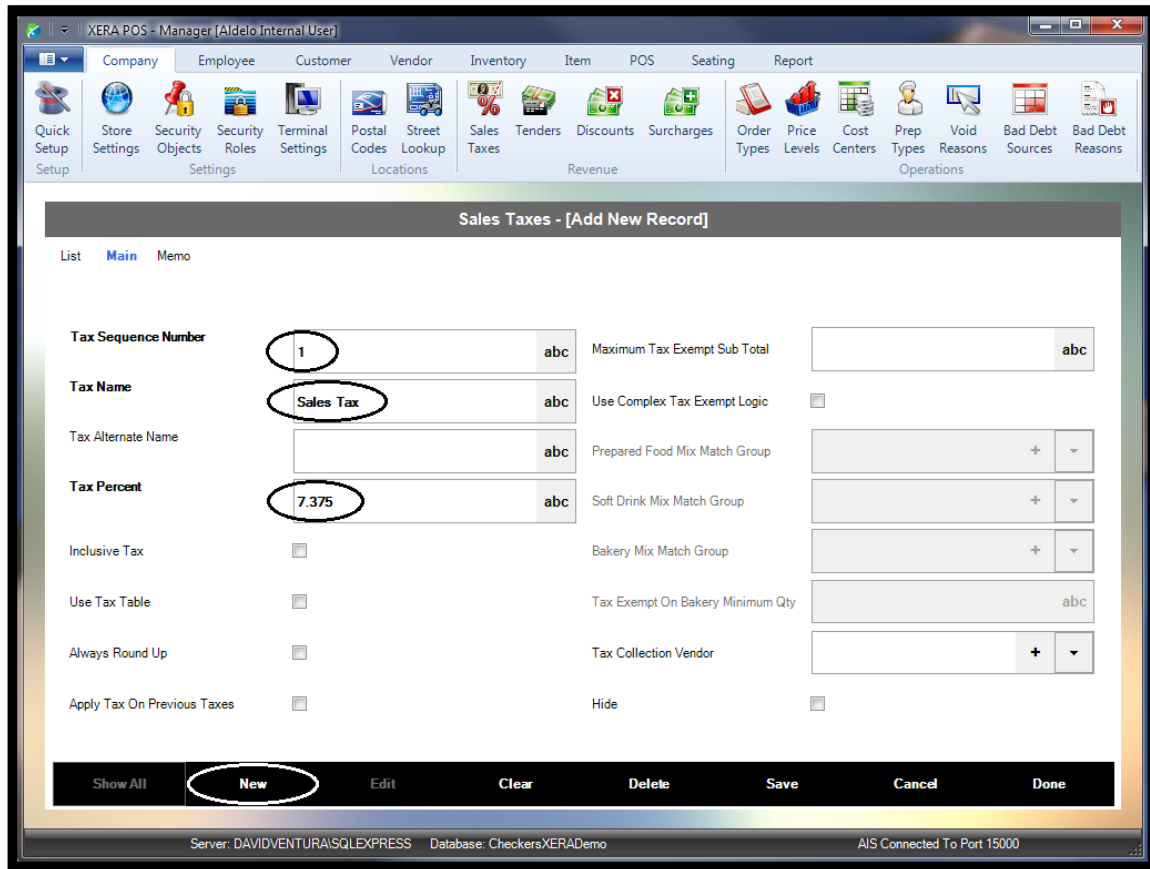 XERA POS - Manager [Aldelo Internal User]
Company Employee Customer Vendor Inventory Item POS Seating Report
Quick Setup Store Settings Security Objects Security Roles Terminal Settings Postal Codes Street Lookup Sales Taxes Tenders Discounts Surcharges Order Types Price Levels Cost Centers Prep Types Void Reasons Bad Debt Sources Bad Debt Reasons
Setup Settings Locations Revenue Operations
Sales Taxes - [Add New Record]
List Main Memo
Tax Sequence Number 1 abc Maximum Tax Exempt Sub Total abc
Tax Name Sales Tax abc Use Complex Tax Exempt Logic
Tax Alternate Name abc Prepared Food Mix Match Group +
Tax Percent 7.375 abc Soft Drink Mix Match Group +
Inclusive Tax Bakery Mix Match Group +
Use Tax Table Tax Exempt On Bakery Minimum Qty abc
Always Round Up Tax Collection Vendor +
Apply Tax On Previous Taxes Hide
Show All New Edit Clear Delete Save Cancel Done
Server: DAVIDVENTURA\SQLEXPRESS Database: CheckersXERADemo AIS Connected To Port 15000